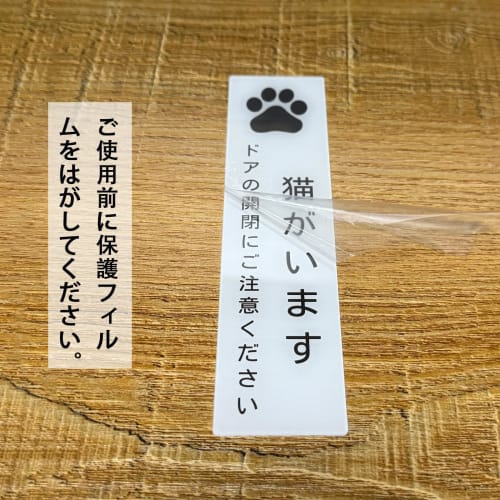 ご使用前に保護フィル
ムをはがしてください。
猫がいます
ドアの開閉にご注意ください